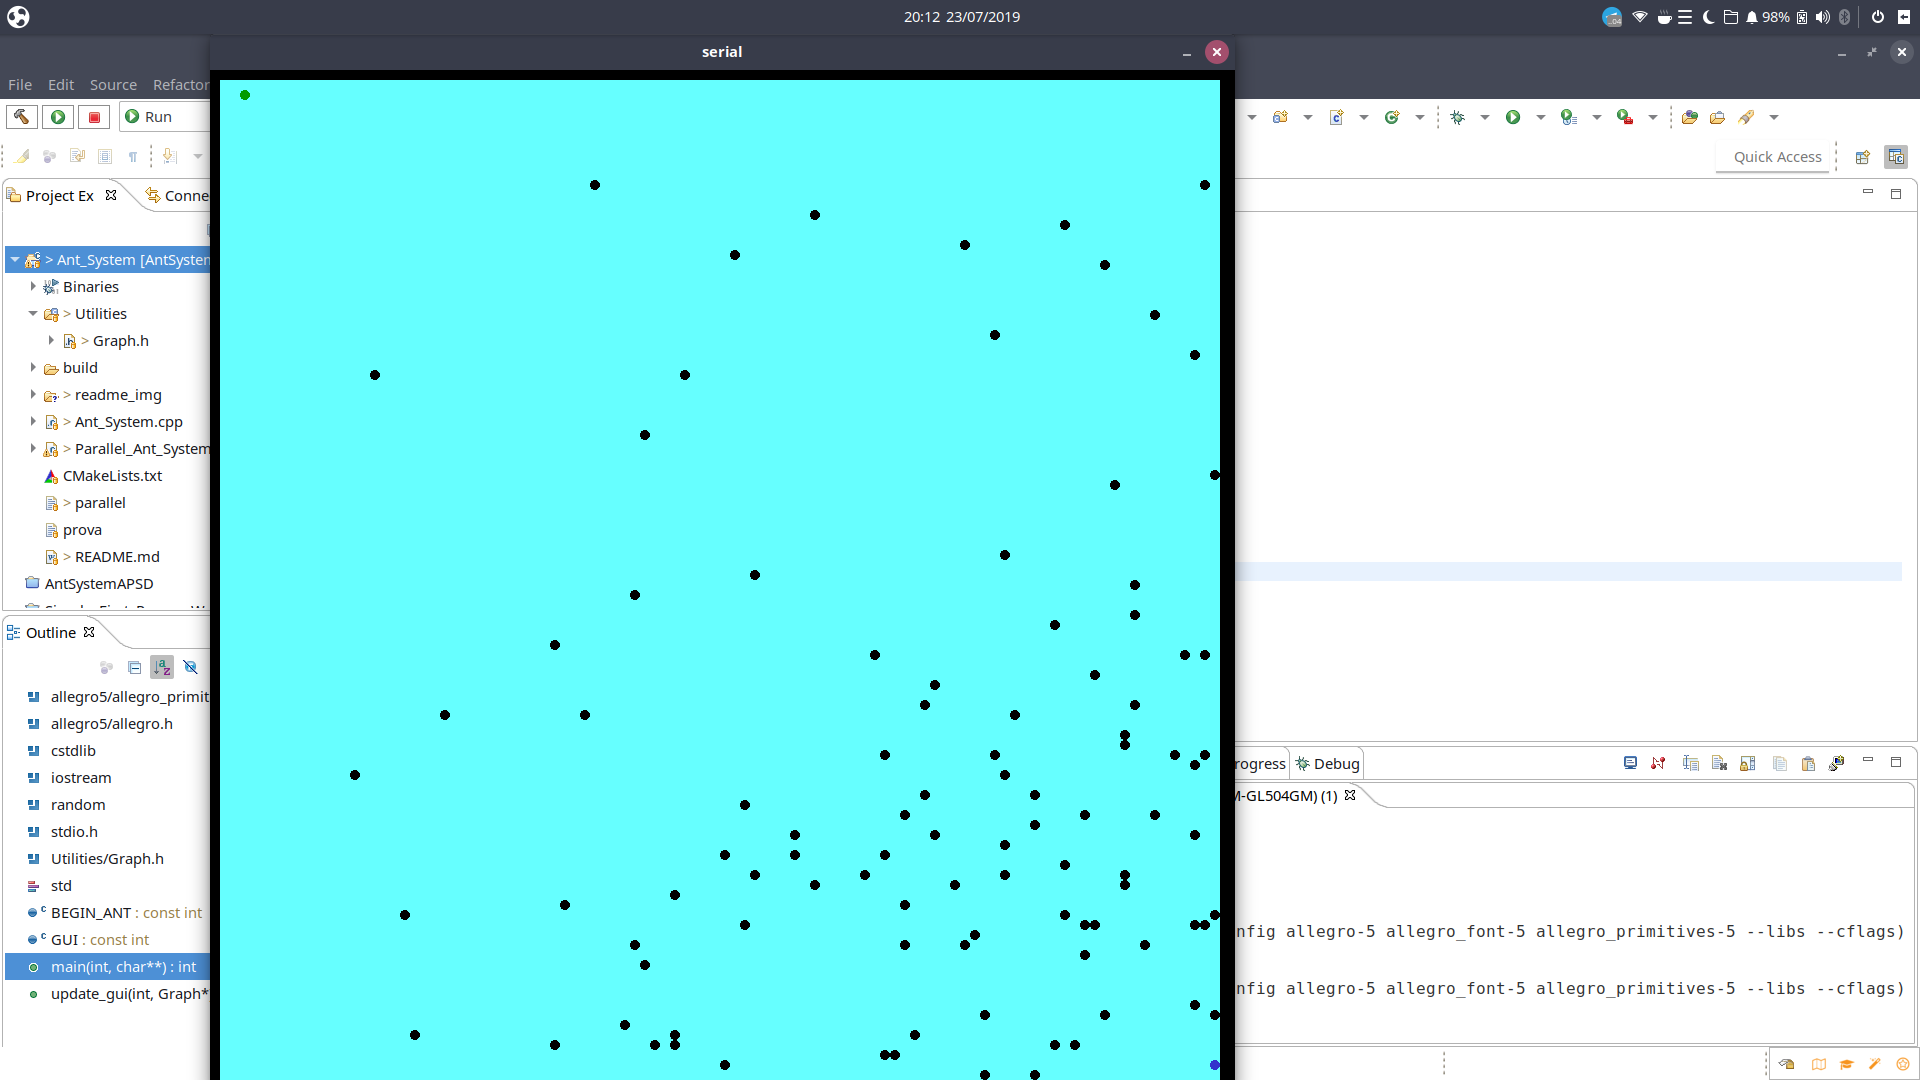 20:12 23/07/2019
98%
serial
File Edit Source Refactor
Run
Quick Access
Project Ex
Conne
> Ant_System [AntSystem
Binaries
> Utilities
> Graph.h
build
> readme_img
> Ant_System.cpp
> Parallel_Ant_System
CMakeLists.txt
> parallel
prova
> README.md
AntSystemAPSD
Outline
allegro5/allegro_primit
allegro5/allegro.h
cstdlib
iostream
random
stdio.h
Utilities/Graph.h
std
BEGIN_ANT : const int
GUI : const int
main(int, char**) : int
update_gui(int, Graph*
rogress
Debug
M-GL504GM) (1)
nfig allegro-5 allegro_font-5 allegro_primitives-5 --libs --cflags)
nfig allegro-5 allegro_font-5 allegro_primitives-5 --libs --cflags)